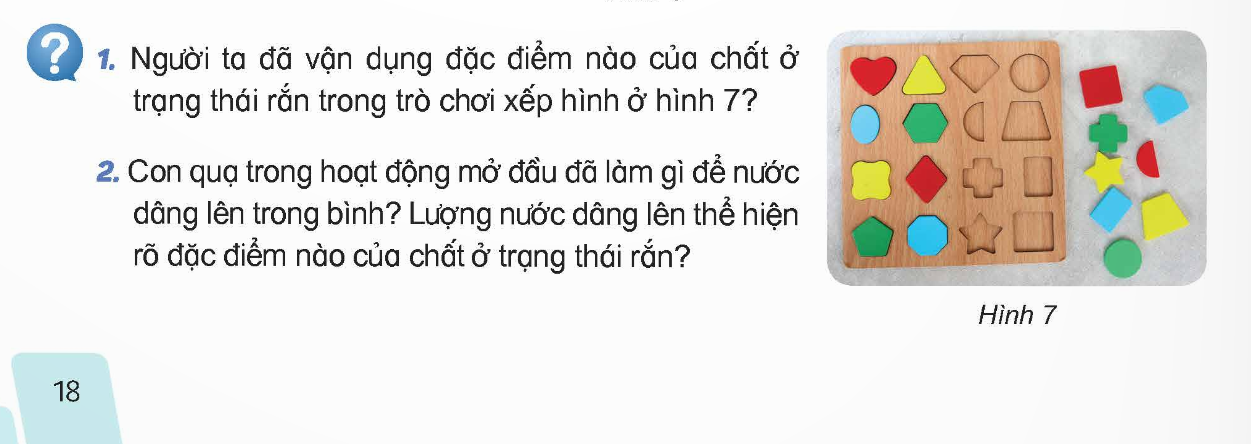 ?
1. Người ta đã vận dụng đặc điểm nào của chất ở
trạng thái rắn trong trò chơi xếp hình ở hình 7?
2. Con quạ trong hoạt động mở đầu đã làm gì để nước
dâng lên trong bình? Lượng nước dâng lên thể hiện
rõ đặc điểm nào của chất ở trạng thái rắn?
Hình 7
18